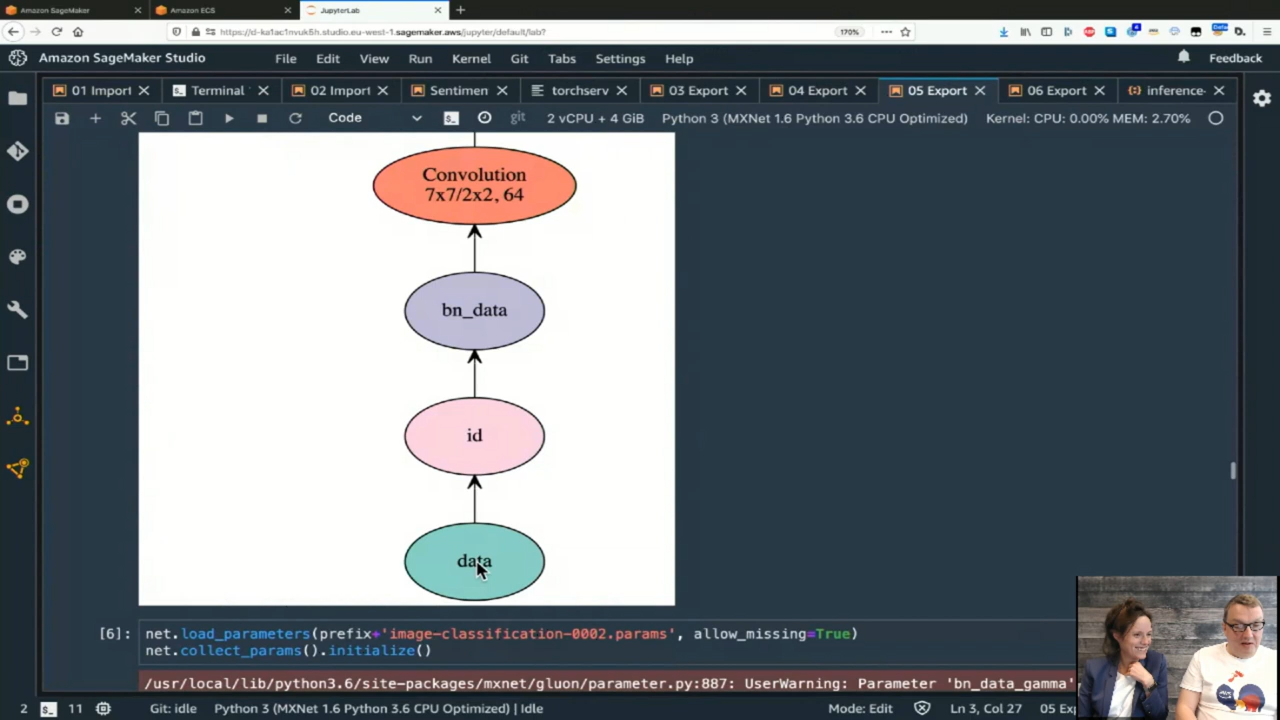 Amazon SageMaker
Amazon ECS
JupyterLab
https://d-ka1ac1nvuk5h.studio.eu-west-1.sagemaker.aws/jupyter/default/lab?
170%
Amazon SageMaker Studio
File Edit View Run Kernel Git Tabs Settings Help
Feedback
01 Import
Terminal
02 Import
Sentimen
torchserv
03 Export
04 Export
05 Export
06 Export
inference-
Code
git
2 vCPU + 4 GiB
Python 3 (MXNet 1.6 Python 3.6 CPU Optimized)
Kernel: CPU: 0.00% MEM: 2.70%
Convolution
7x7/2x2, 64
bn_data
id
data
[6]:
net.load_parameters(prefix+'image-classification-0002.params', allow_missing=True)
net.collect_params().initialize()
/usr/local/lib/python3.6/site-packages/mxnet/gluon/parameter.py:887: UserWarning: Parameter 'bn_data_gamma'
2
11
Git: idle
Python 3 (MXNet 1.6 Python 3.6 CPU Optimized) | Idle
Mode: Edit
Ln 3, Col 27
05 Ex